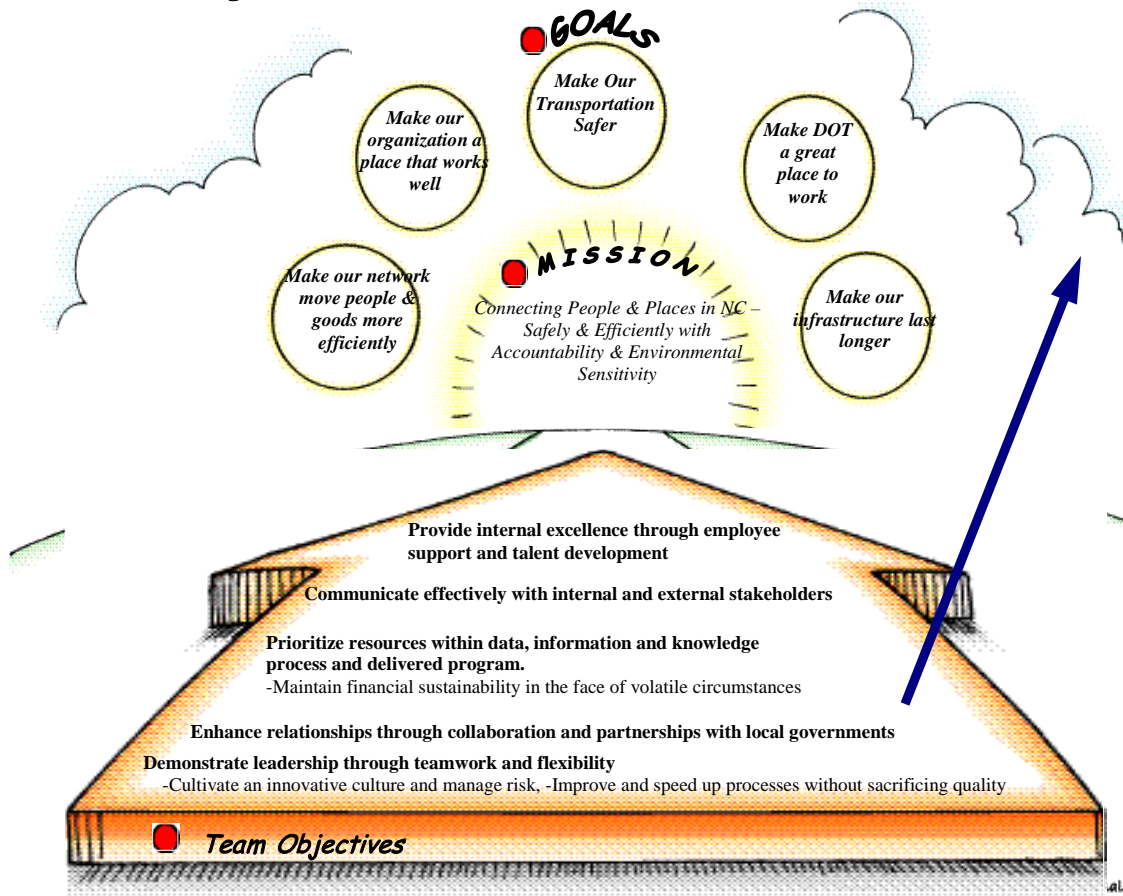 GOALS
Make Our
Transportation
Safer
Make our
organization a
place that works
well
Make DOT
a great
place to
work
Make our network
move people &
goods more
efficiently
MISSION
Connecting People & Places in NC –
Safely & Efficiently with
Accountability & Environmental
Sensitivity
Make our
infrastructure last
longer
Provide internal excellence through employee
support and talent development
Communicate effectively with internal and external stakeholders
Prioritize resources within data, information and knowledge
process and delivered program.
-Maintain financial sustainability in the face of volatile circumstances
Enhance relationships through collaboration and partnerships with local governments
Demonstrate leadership through teamwork and flexibility
-Cultivate an innovative culture and manage risk, -Improve and speed up processes without sacrificing quality
Team Objectives